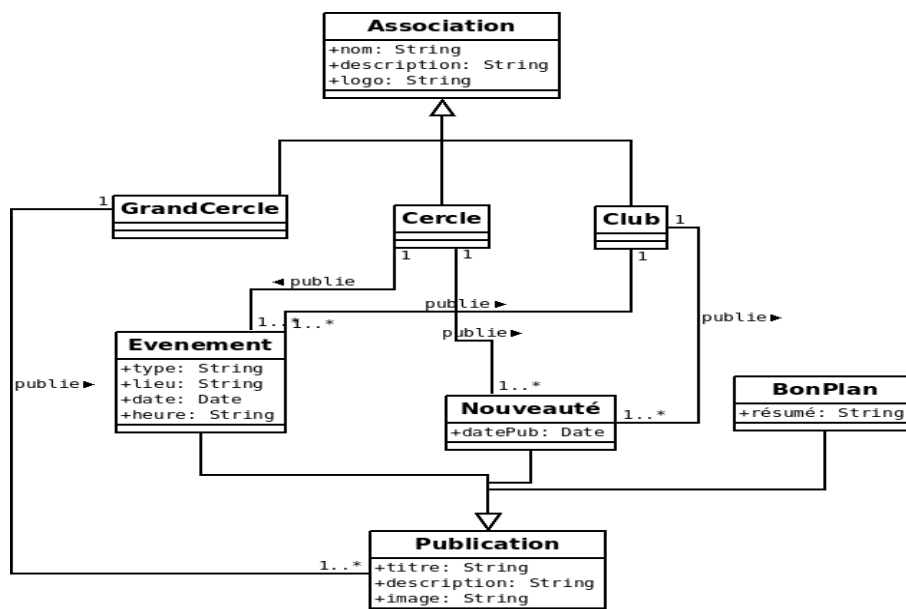 Association
+nom: String
+description: String
+logo: String
1
GrandCercle
Cercle
Club
1
1
1
1
◄ publie
publie ►
publie ►
1..*
1..*
publie ►
Evenement
+type: String
+lieu: String
+date: Date
+heure: String
publie ►
1..*
Nouveauté
+datePub: Date
1..*
BonPlan
+résumé: String
1..*
Publication
+titre: String
+description: String
+image: String